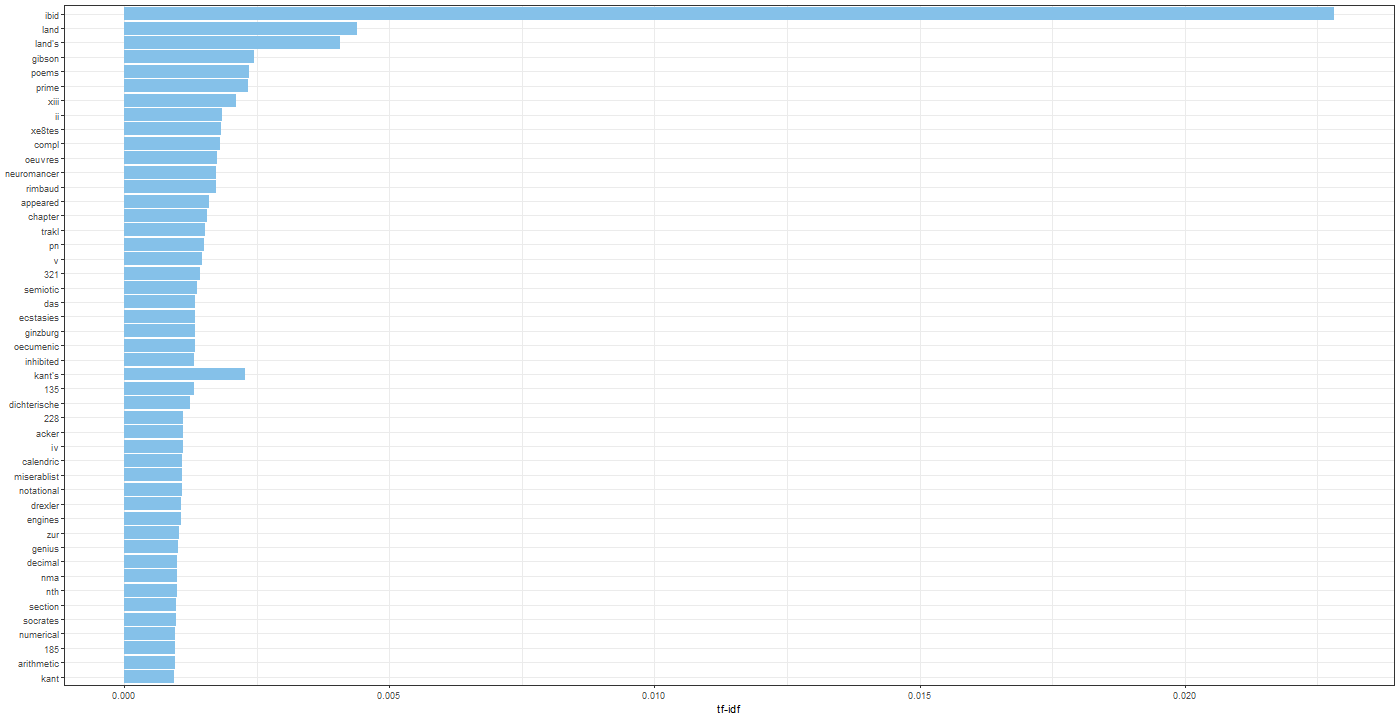 ibid
land
land's
gibson
poems
prime
xiii
ii
xe8tes
compl
oeuvres
neuromancer
rimbaud
appeared
chapter
trakl
pn
v
321
semiotic
das
ecstasies
ginzburg
oecumenic
inhibited
kant's
135
dichterische
228
acker
iv
calendric
miserablist
notational
drexler
engines
zur
genius
decimal
nma
nth
section
socrates
numerical
185
arithmetic
kant
0.000 0.005 0.010 0.015 0.020
tf-idf